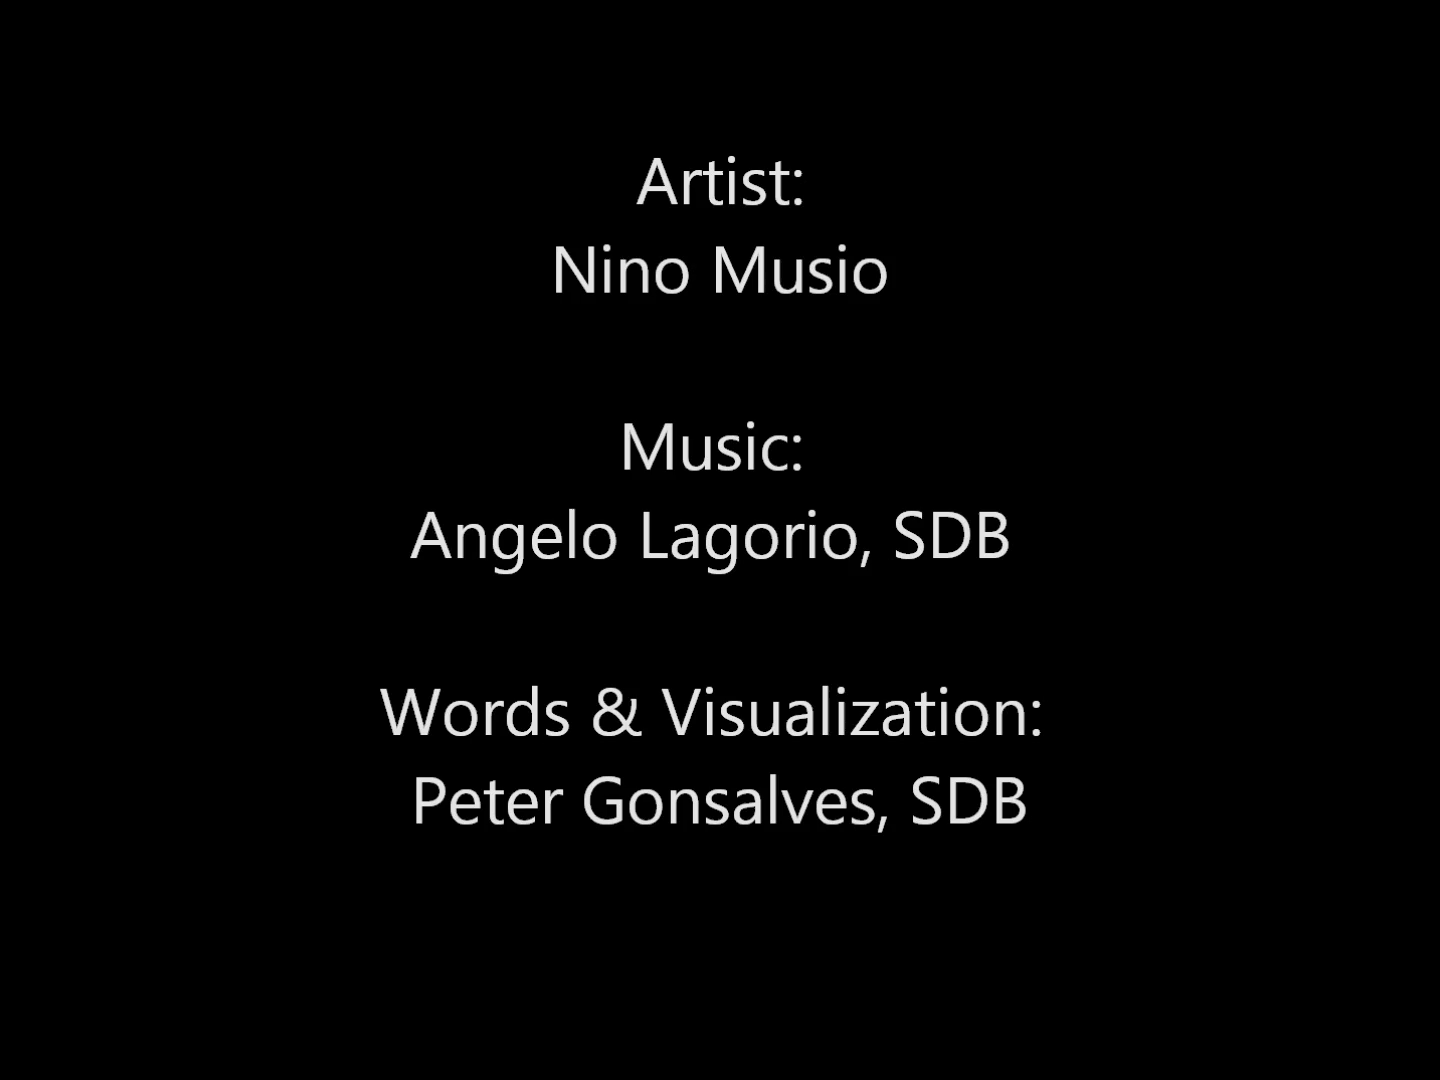 Artist:
Nino Musio
Music:
Angelo Lagorio, SDB
Words & Visualization:
Peter Gonsalves, SDB